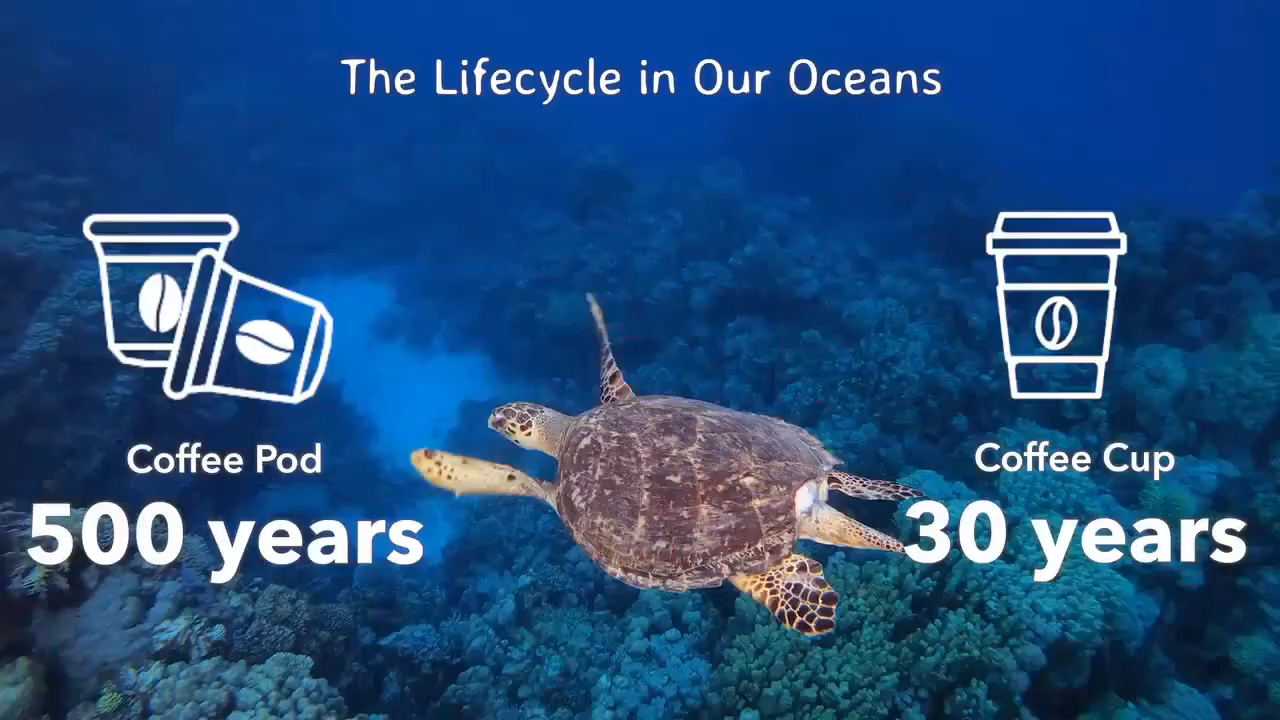 The Lifecycle in Our Oceans
Coffee Pod
500 years
Coffee Cup
30 years